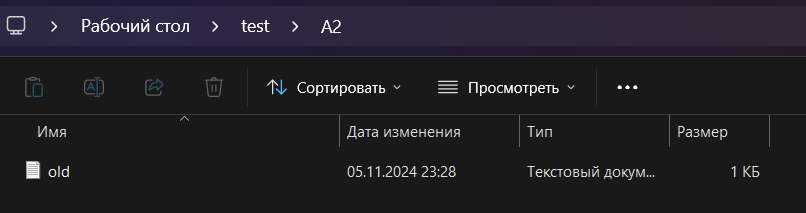 Рабочий стол test A2
Сортировать Просмотреть
Имя Дата изменения Тип Размер
old 05.11.2024 23:28 Текстовый докум... 1 КБ